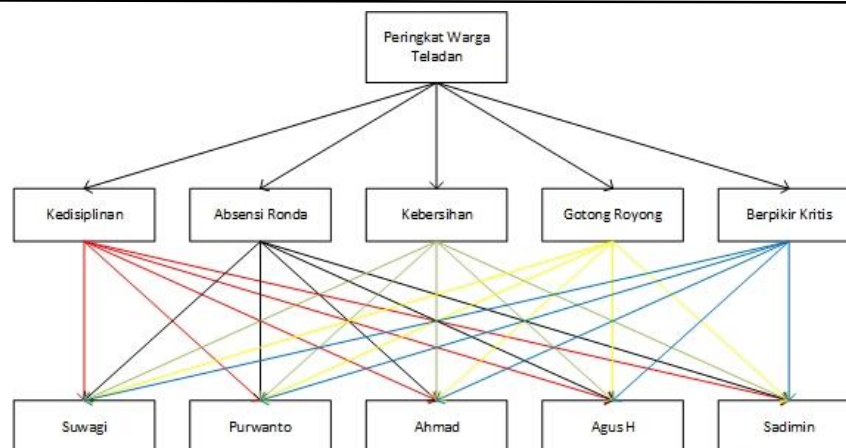 Peringkat Warga
Teladan
Kedisiplinan
Absensi Ronda
Kebersihan
Gotong Royong
Berpikir Kritis
Suwagi
Purwanto
Ahmad
Agus H
Sadimin